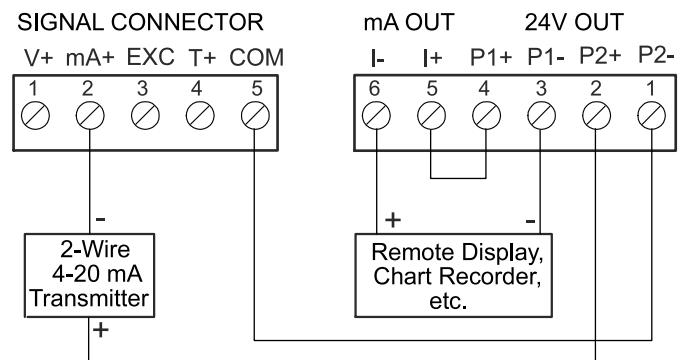 SIGNAL CONNECTOR
V+ mA+ EXC T+ COM
1 2 3 4 5
mA OUT 24V OUT
I- I+ P1+ P1- P2+ P2-
6 5 4 3 2 1
-
2-Wire
4-20 mA
Transmitter
+
+ -
Remote Display,
Chart Recorder,
etc.